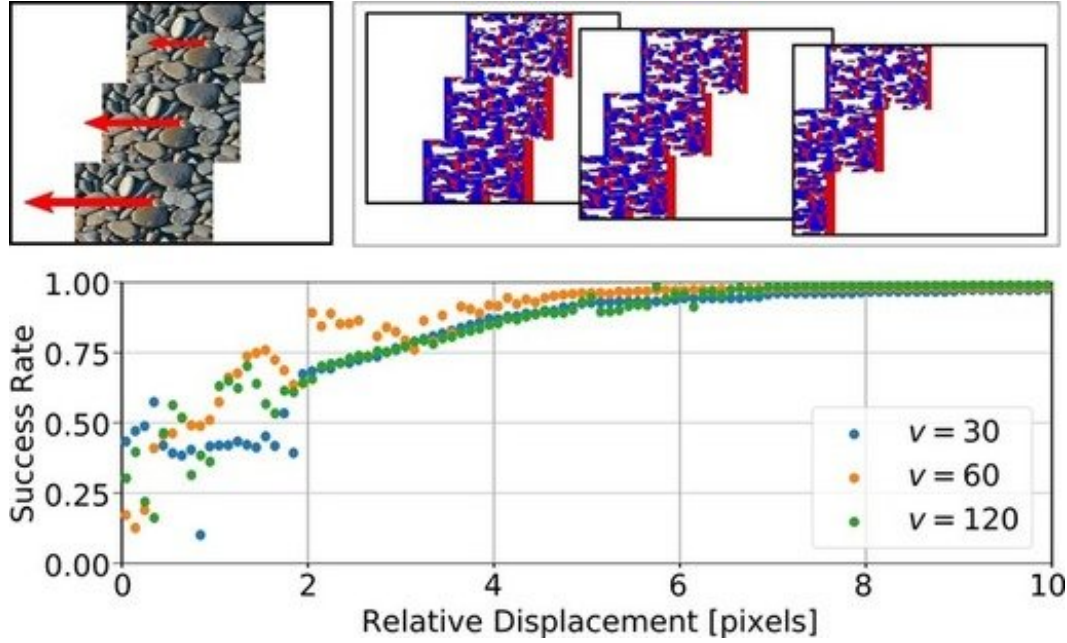 1.00
0.75
0.50
0.25
0.00
Success Rate
0
2
4
6
8
10
Relative Displacement [pixels]
v = 30
v = 60
v = 120